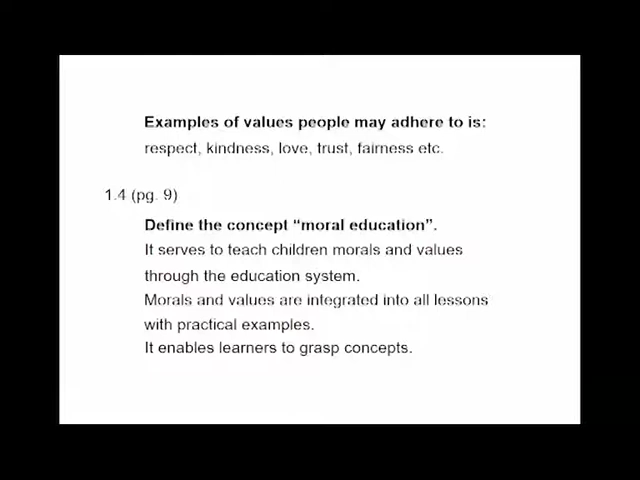 Examples of values people may adhere to is:
respect, kindness, love, trust, fairness etc.
1.4 (pg. 9)
Define the concept “moral education”.
It serves to teach children morals and values
through the education system.
Morals and values are integrated into all lessons
with practical examples.
It enables learners to grasp concepts.